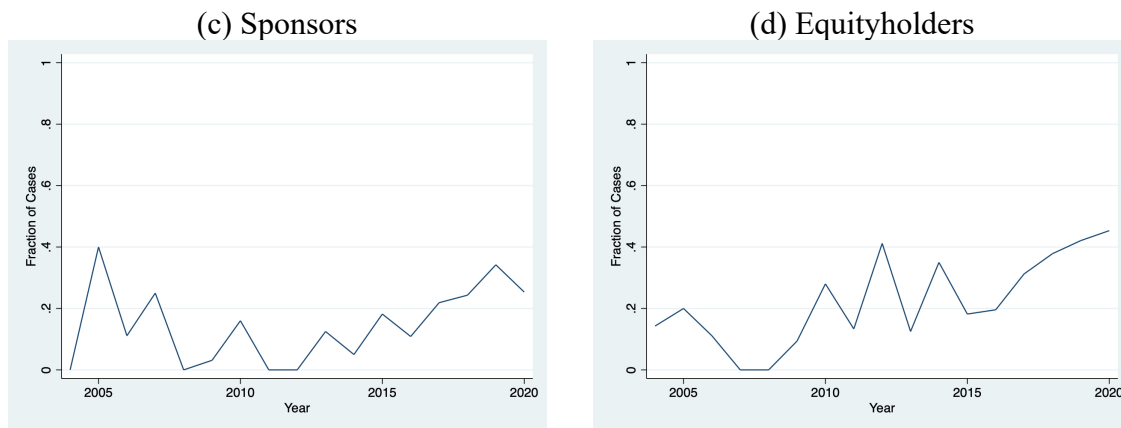 (c) Sponsors
Fraction of Cases
1
.8
.6
.4
.2
0
2005 2010 2015 2020
Year
(d) Equityholders
Fraction of Cases
1
.8
.6
.4
.2
0
2005 2010 2015 2020
Year